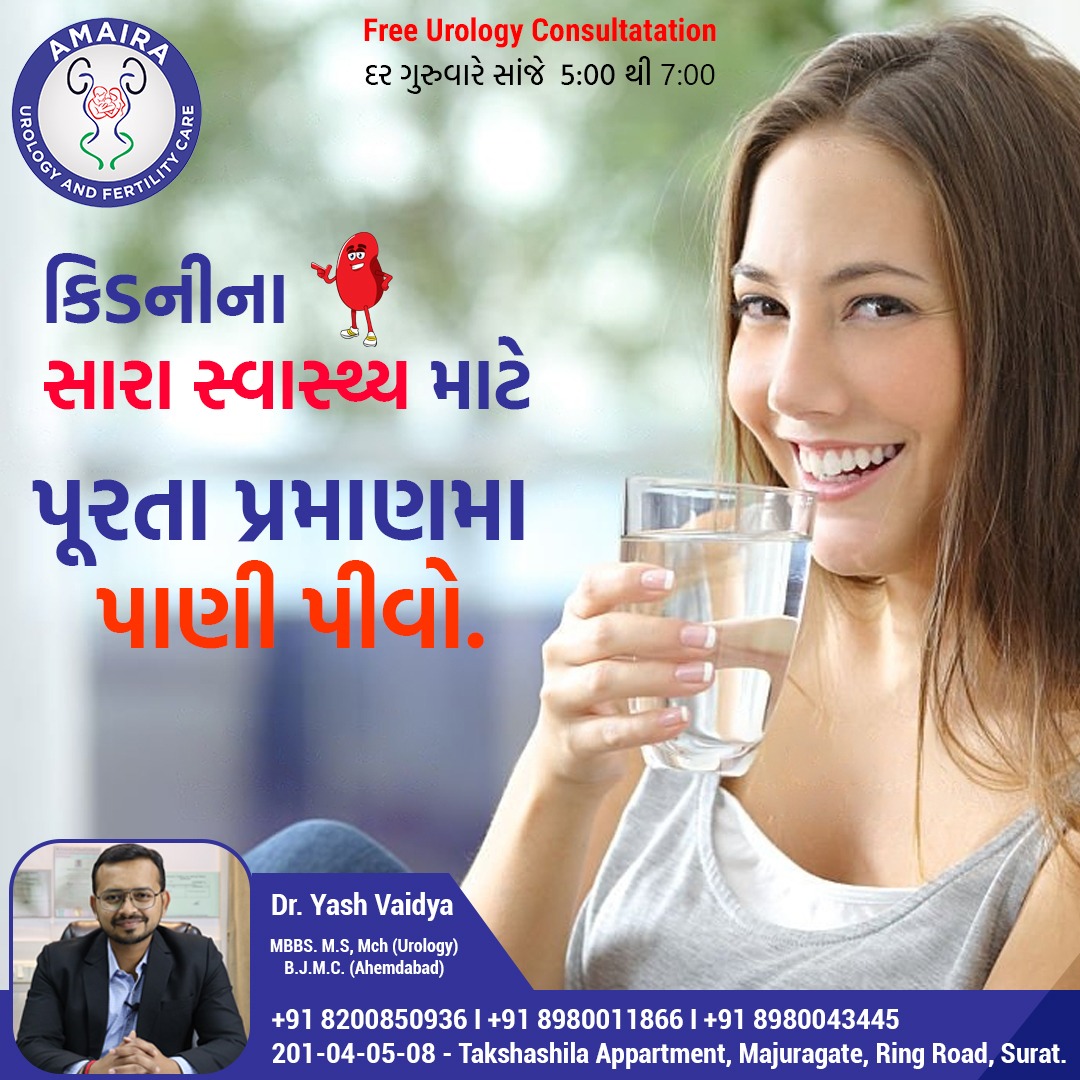 AMAIRA
UROLOGY AND FERTILITY CARE
Free Urology Consultatation
દર ગુરુવારે સાંજે 5:00 થી 7:00
કિડનીના
સારા સ્વાસ્થ્ય માટે
પૂરતા પ્રમાણમા
પાણી પીવો.
Dr. Yash Vaidya
MBBS. M.S, Mch (Urology)
B.J.M.C. (Ahemdabad)
+91 8200850936 I +91 8980011866 I +91 8980043445
201-04-05-08 - Takshashila Appartment, Majuragate, Ring Road, Surat.